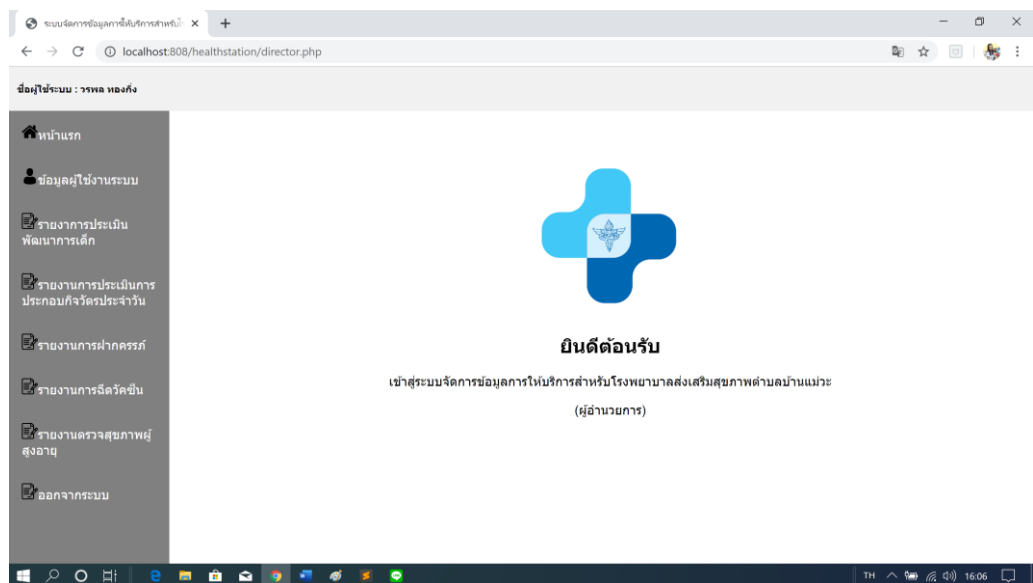 ระบบจัดการข้อมูลการให้บริการสำหรับโ
localhost:808/healthstation/director.php
ชื่อผู้ใช้ระบบ : วรพล ทองกิ่ง
หน้าแรก
ข้อมูลผู้ใช้งานระบบ
รายงาการประเมิน
พัฒนาการเด็ก
รายงานการประเมินการ
ประกอบกิจวัตรประจำวัน
รายงานการฝากครรภ์
รายงานการฉีดวัคซีน
รายงานตรวจสุขภาพผู้
สูงอายุ
ออกจากระบบ
ยินดีต้อนรับ
เข้าสู่ระบบจัดการข้อมูลการให้บริการสำหรับโรงพยาบาลส่งเสริมสุขภาพตำบลบ้านแม่วะ
(ผู้อำนวยการ)
TH
16:06